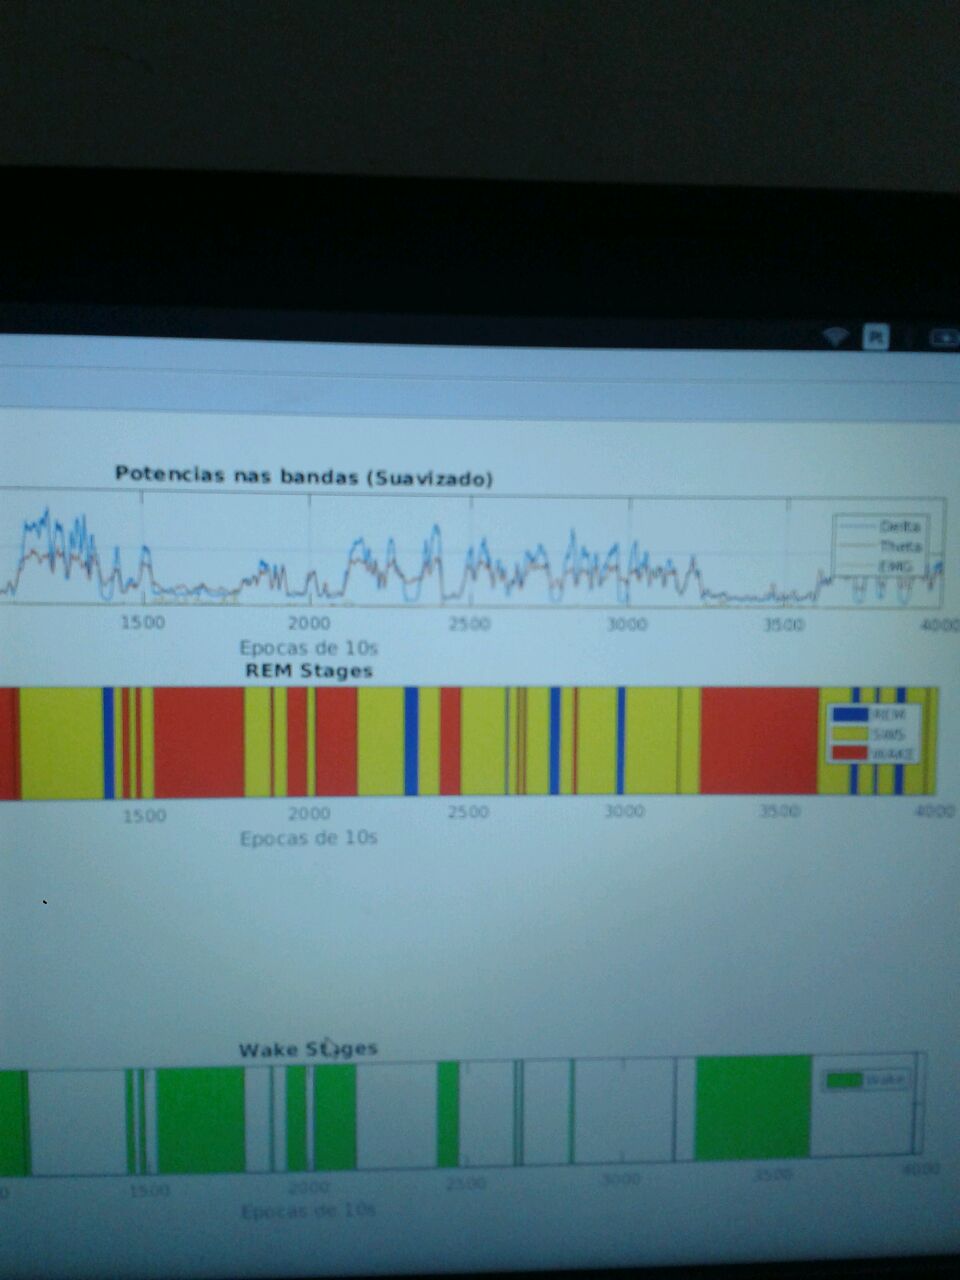 Pt
Potencias nas bandas (Suavizado)
Delta
Theta
EMG
1500 2000 2500 3000 3500 4000
Epocas de 10s
REM Stages
REM
SWS
WAKE
1500 2000 2500 3000 3500 4000
Epocas de 10s
Wake Stages
Wake
0 1500 2000 2500 3000 3500 4000
Epocas de 10s